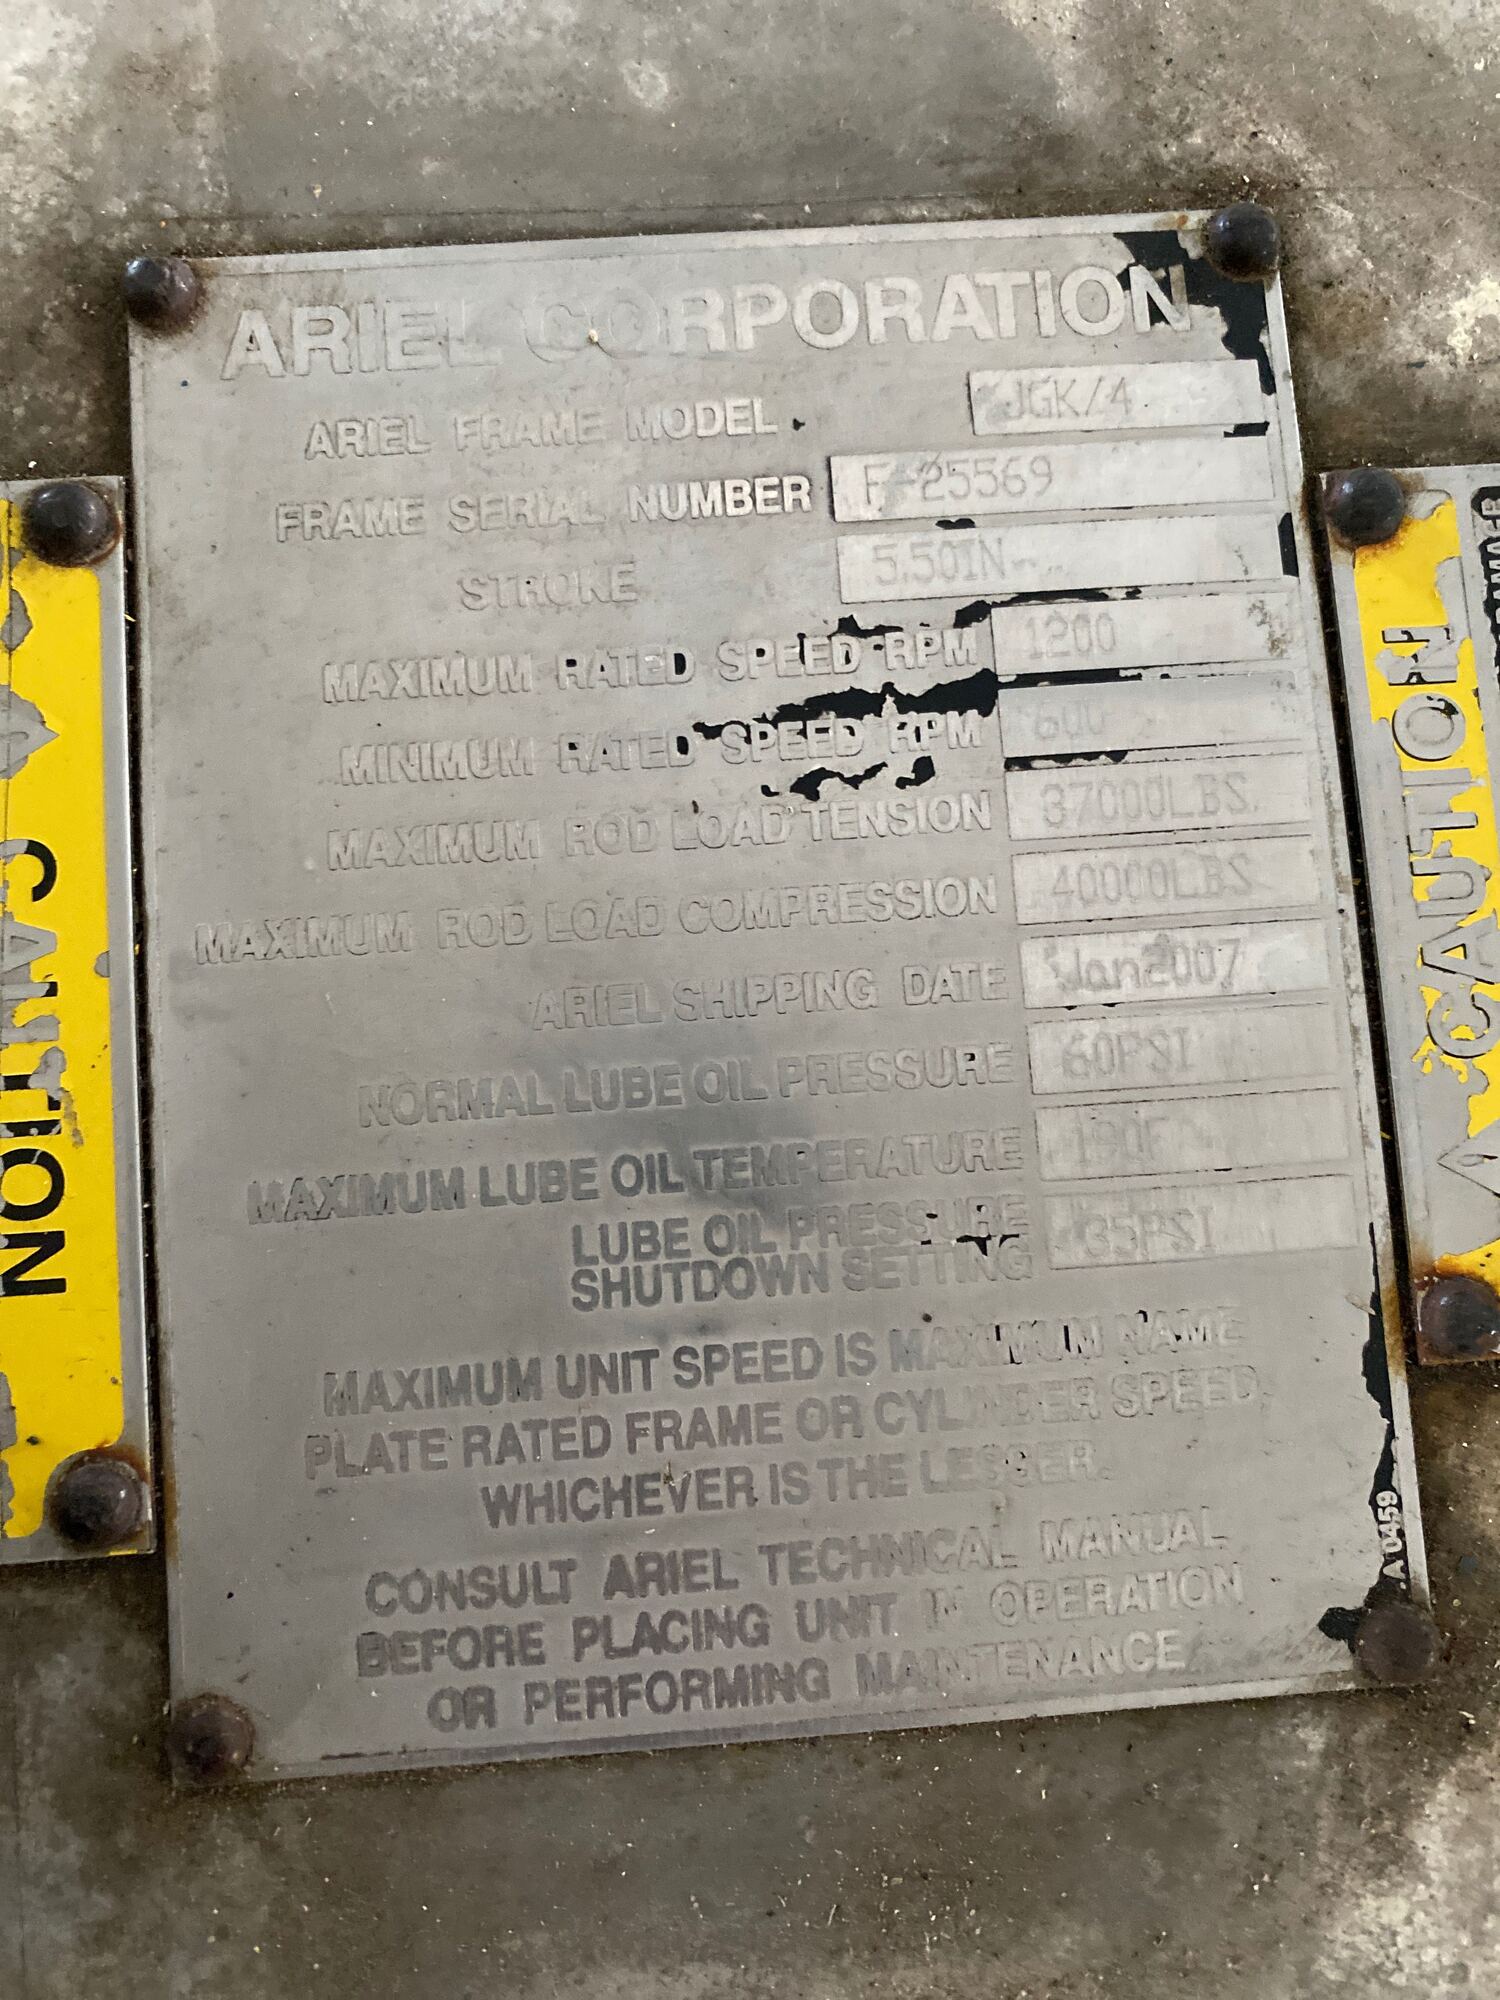 ARIEL CORPORATION
ARIEL FRAME MODEL JGK/4
FRAME SERIAL NUMBER F-25569
STROKE 5.50IN
MAXIMUM RATED SPEED RPM 1200
MINIMUM RATED SPEED RPM 600
MAXIMUM ROD LOAD TENSION 37000LBS
MAXIMUM ROD LOAD COMPRESSION 40000LBS
ARIEL SHIPPING DATE Jan2007
NORMAL LUBE OIL PRESSURE 60PSI
MAXIMUM LUBE OIL TEMPERATURE 190F
LUBE OIL PRESSURE
SHUTDOWN SETTING 35PSI
MAXIMUM UNIT SPEED IS MAXIMUM NAME
PLATE RATED FRAME OR CYLINDER SPEED,
WHICHEVER IS THE LESSER.
CONSULT ARIEL TECHNICAL MANUAL
BEFORE PLACING UNIT IN OPERATION
OR PERFORMING MAINTENANCE
A 0459
CAUTION
CAUTION